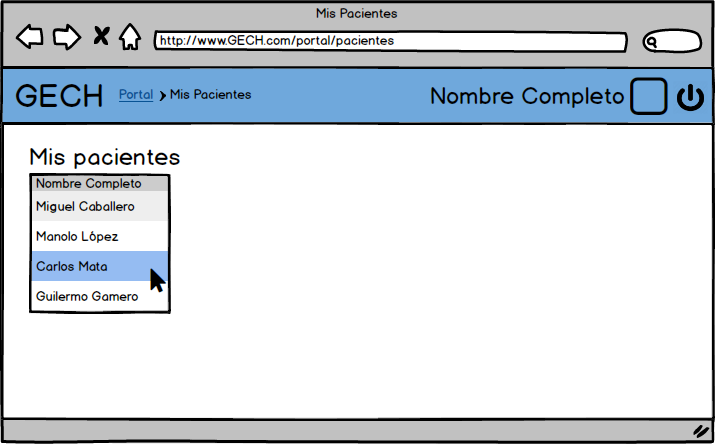 Mis Pacientes
http://www.GECH.com/portal/pacientes
GECH Portal Mis Pacientes Nombre Completo
Mis pacientes
Nombre Completo
Miguel Caballero
Manolo López
Carlos Mata
Guilermo Gamero